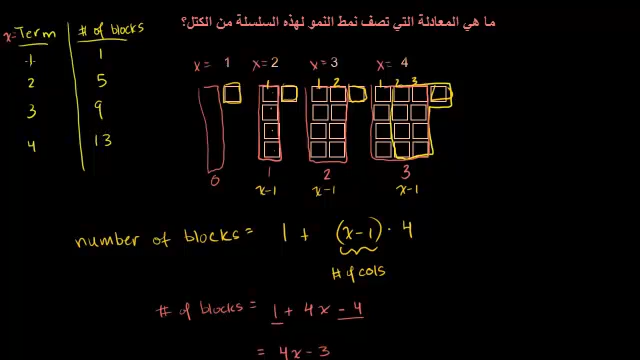 ما هي المعادلة التي تصف نمط النمو لهذه السلسلة من الكتل؟
x= Term # of blocks
1 1
2 5
3 9
4 13
x = 1 x = 2 x = 3 x = 4
1 1 2 1 2 3
0 1 2 3
x-1 x-1 x-1
number of blocks = 1 + (x-1) · 4
# of cols
# of blocks = 1 + 4x - 4
= 4x - 3